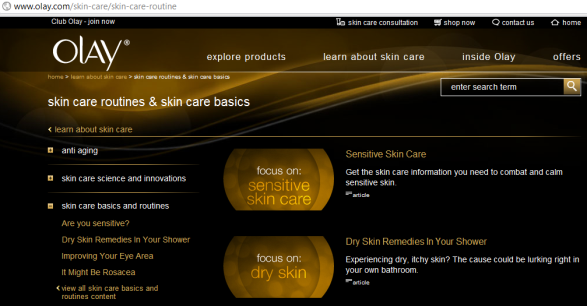 www.olay.com/skin-care/skin-care-routine
Club Olay - join now
skin care consultation
shop now
contact us
home
OLAY®
explore products
learn about skin care
inside Olay
offers
home > learn about skin care > skin care routines & skin care basics
enter search term
skin care routines & skin care basics
< learn about skin care
anti aging
skin care science and innovations
skin care basics and routines
Are you sensitive?
Dry Skin Remedies In Your Shower
Improving Your Eye Area
It Might Be Rosacea
< view all skin care basics and
routines content
focus on:
sensitive
skin care
Sensitive Skin Care
Get the skin care information you need to combat and calm
sensitive skin.
article
focus on:
dry skin
Dry Skin Remedies In Your Shower
Experiencing dry, itchy skin? The cause could be lurking right in
your own bathroom.
article